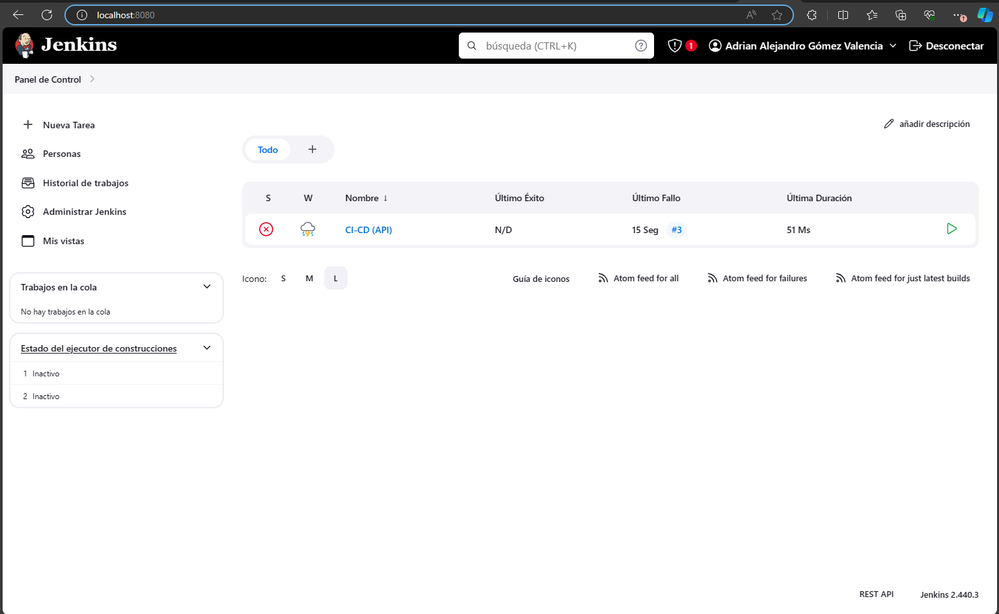 localhost:8080
Jenkins
búsqueda (CTRL+K)
1
Adrian Alejandro Gómez Valencia
Desconectar
Panel de Control
Nueva Tarea
Personas
Historial de trabajos
Administrar Jenkins
Mis vistas
añadir descripción
Todo
S W Nombre ↓ Último Éxito Último Fallo Última Duración
CI-CD (API) N/D 15 Seg #3 51 Ms
Icono: S M L
Guía de iconos Atom feed for all Atom feed for failures Atom feed for just latest builds
Trabajos en la cola
No hay trabajos en la cola
Estado del ejecutor de construcciones
1 Inactivo
2 Inactivo
REST API Jenkins 2.440.3